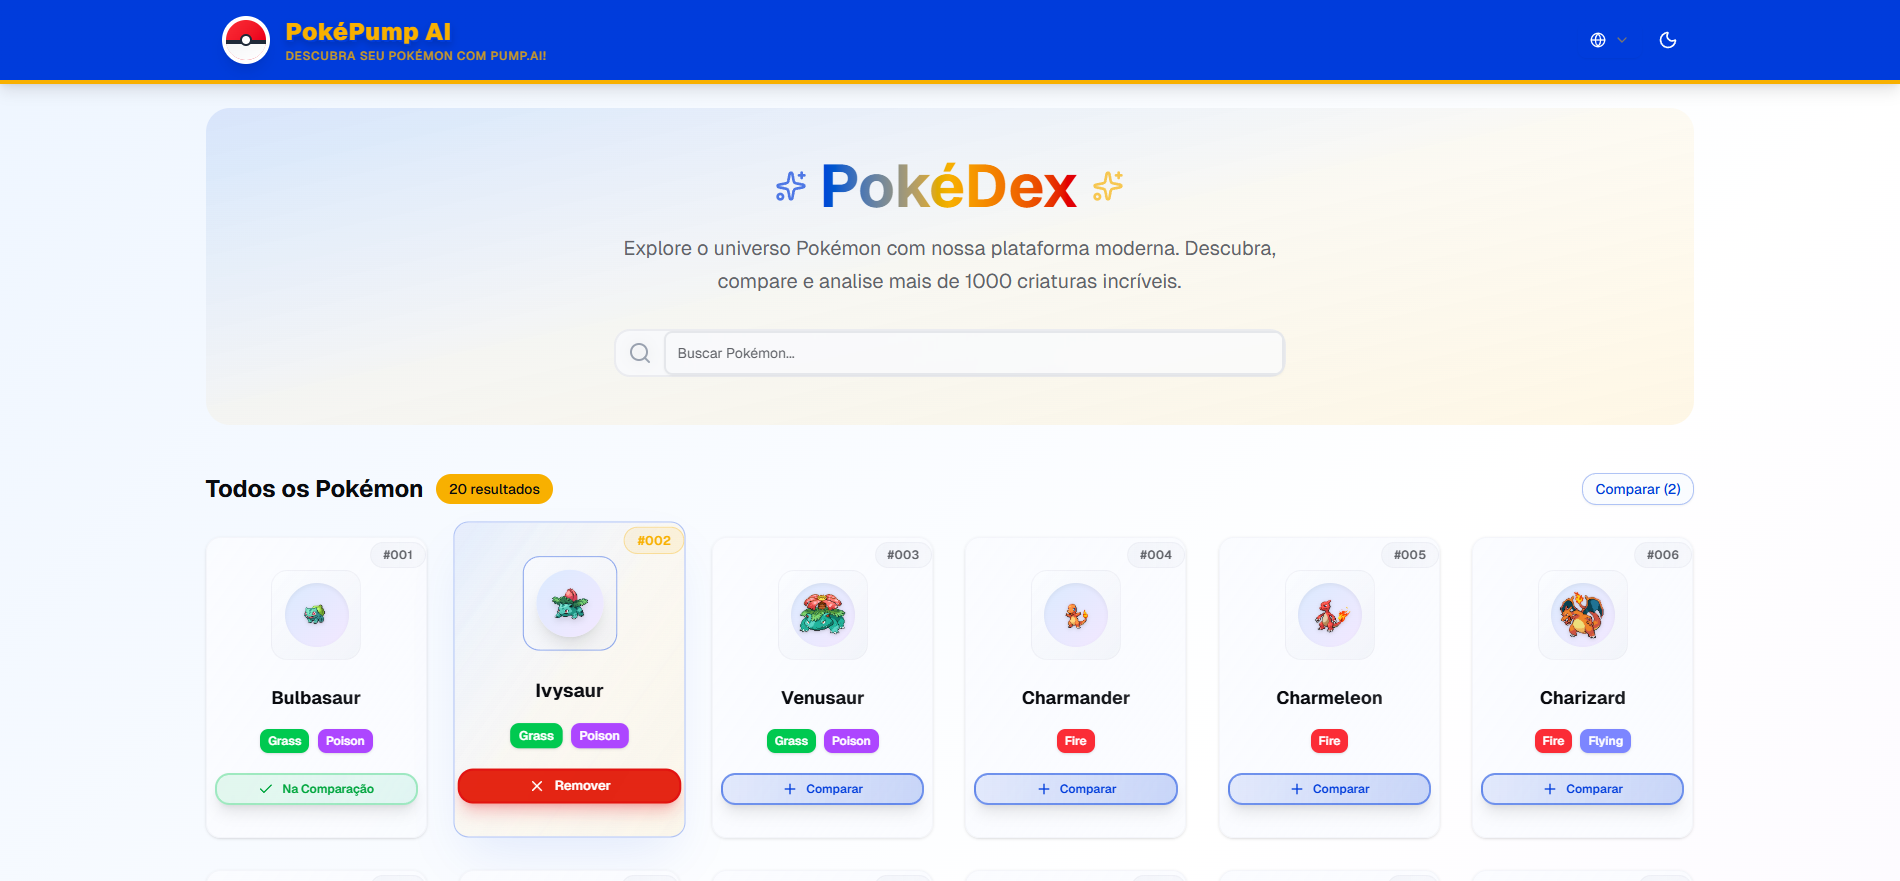 PokéPump AI
DESCUBRA SEU POKÉMON COM PUMP.AI!
PokéDex
Explore o universo Pokémon com nossa plataforma moderna. Descubra,
compare e analise mais de 1000 criaturas incríveis.
Buscar Pokémon...
Todos os Pokémon
20 resultados
Comparar (2)
#001
Bulbasaur
Grass Poison
Na Comparação
#002
Ivysaur
Grass Poison
Remover
#003
Venusaur
Grass Poison
Comparar
#004
Charmander
Fire
Comparar
#005
Charmeleon
Fire
Comparar
#006
Charizard
Fire Flying
Comparar